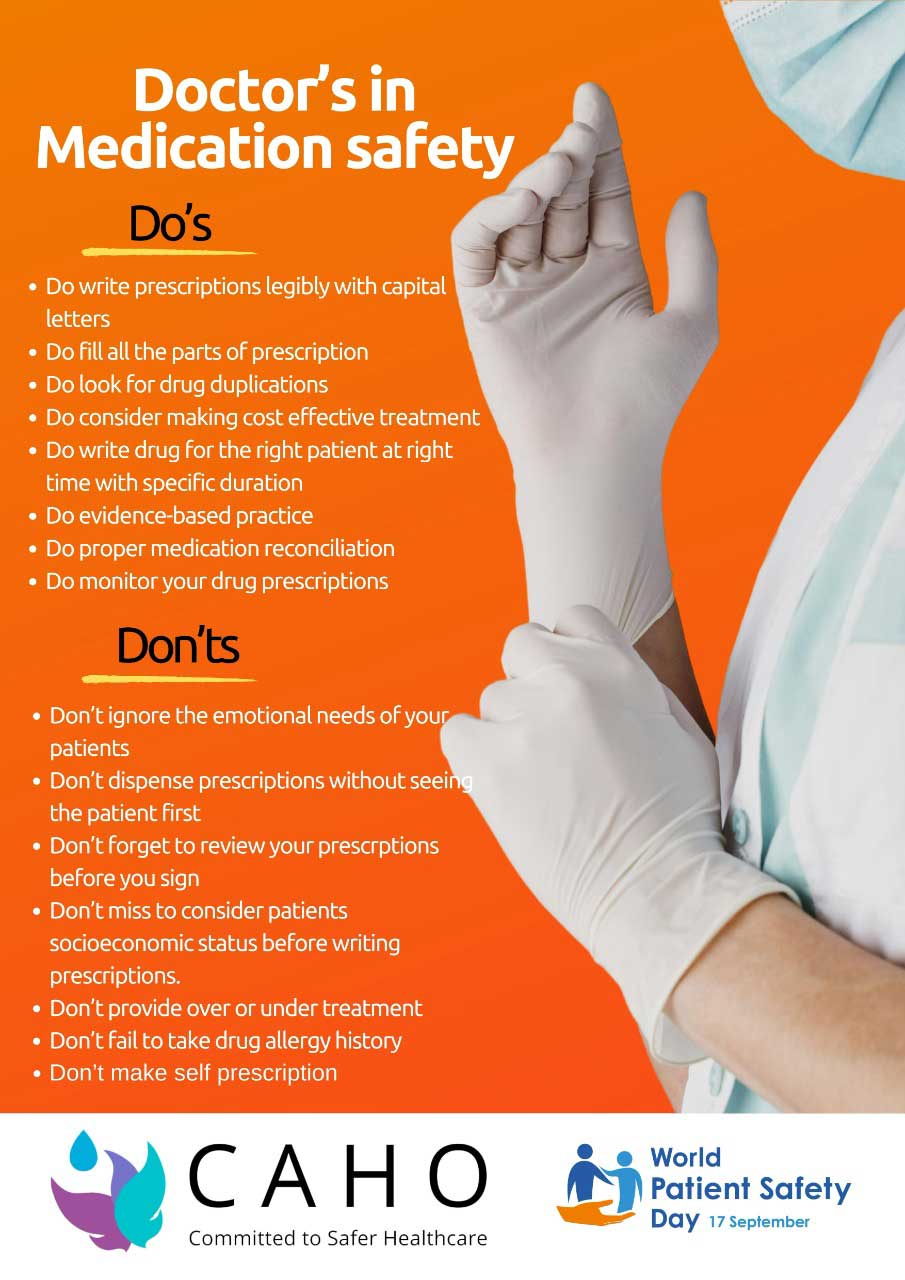 Doctor's in
Medication safety
Do's
• Do write prescriptions legibly with capital
letters
• Do fill all the parts of prescription
• Do look for drug duplications
• Do consider making cost effective treatment
• Do write drug for the right patient at right
time with specific duration
• Do evidence-based practice
• Do proper medication reconciliation
• Do monitor your drug prescriptions
Don'ts
• Don't ignore the emotional needs of your
patients
• Don't dispense prescriptions without seeing
the patient first
• Don't forget to review your prescrptions
before you sign
• Don't miss to consider patients
socioeconomic status before writing
prescriptions.
• Don't provide over or under treatment
• Don't fail to take drug allergy history
• Don't make self prescription
CAHO
Committed to Safer Healthcare
World
Patient Safety
Day 17 September